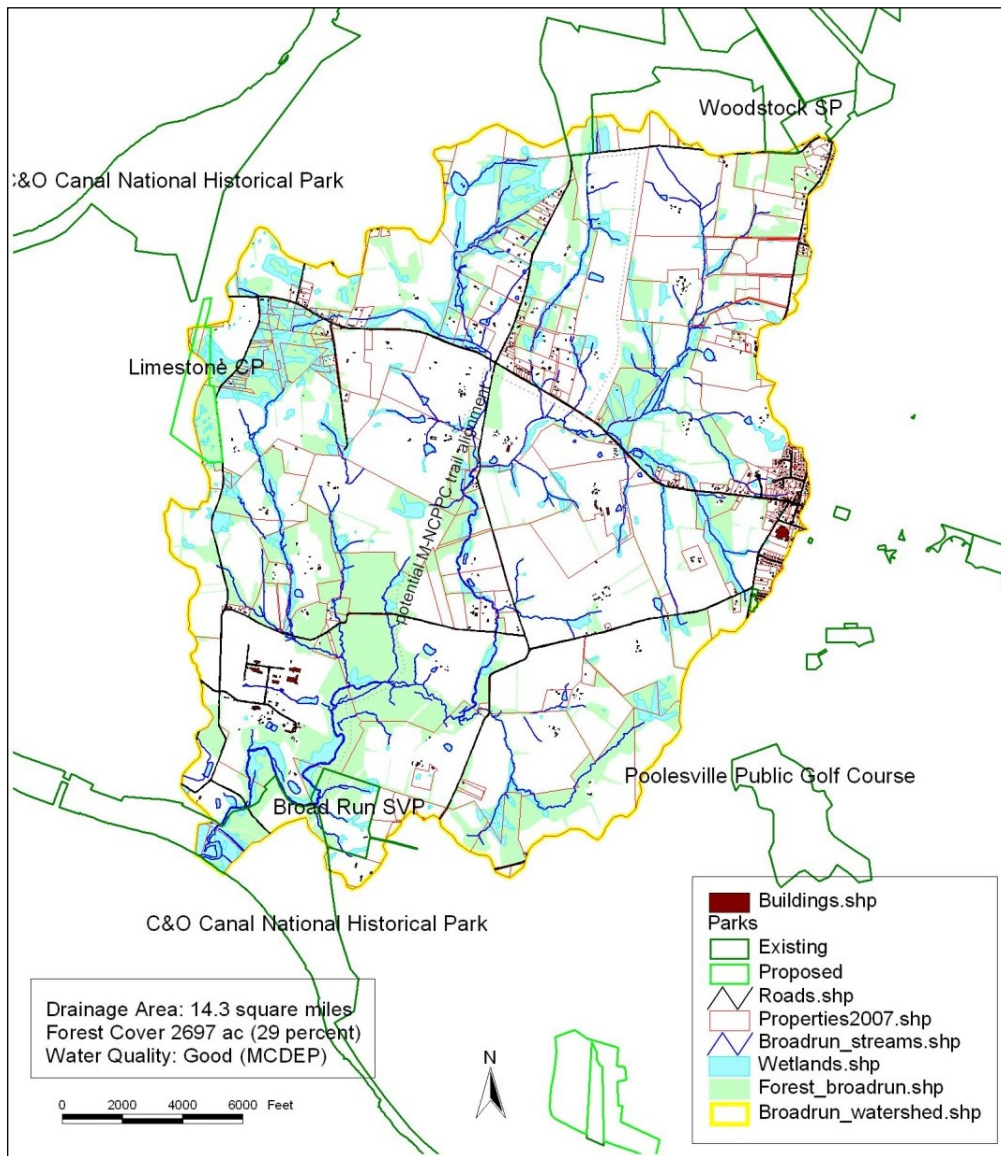 Woodstock SP
C&O Canal National Historical Park
Limestone CP
potential M-NCPPC trail alignment
Poolesville Public Golf Course
Broad Run SVP
C&O Canal National Historical Park
Drainage Area: 14.3 square miles
Forest Cover 2697 ac (29 percent)
Water Quality: Good (MCDEP)
0 2000 4000 6000 Feet
N
Buildings.shp
Parks
Existing
Proposed
Roads.shp
Properties2007.shp
Broadrun_streams.shp
Wetlands.shp
Forest_broadrun.shp
Broadrun_watershed.shp